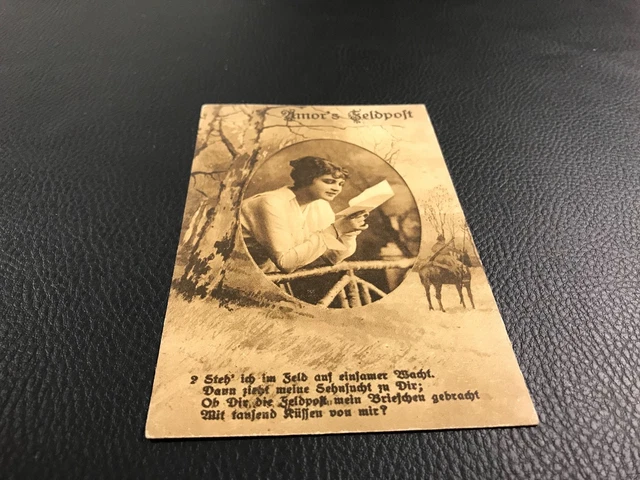 Amor's Feldpost
2 Steh' ich im Feld auf einsamer Wacht.
Dann zieht meine Sehnsucht zu Dir;
Ob Dir die Feldpost mein Briefchen gebracht
Mit tausend Küssen von mir?